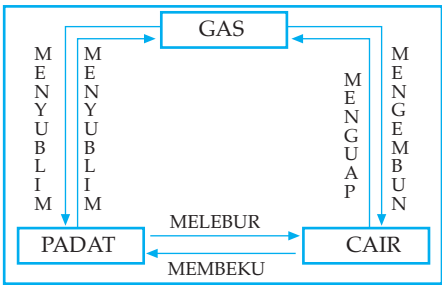 GAS
MENYUBLIM
MENYUBLIM
MENGUAP
MENGEMBUN
MELEBUR
PADAT
CAIR
MEMBEKU